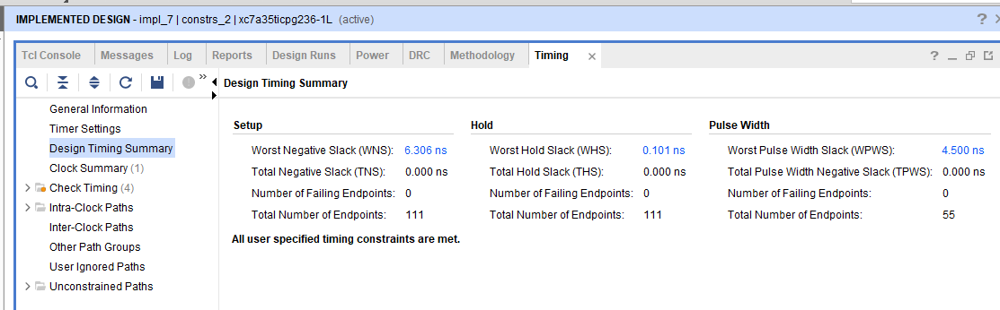 IMPLEMENTED DESIGN - impl_7 | constrs_2 | xc7a35ticpg236-1L (active) ?
Tcl Console Messages Log Reports Design Runs Power DRC Methodology Timing ?
Design Timing Summary
General Information
Timer Settings
Design Timing Summary
Clock Summary (1)
Check Timing (4)
Intra-Clock Paths
Inter-Clock Paths
Other Path Groups
User Ignored Paths
Unconstrained Paths
Setup Hold Pulse Width
Worst Negative Slack (WNS): 6.306 ns Worst Hold Slack (WHS): 0.101 ns Worst Pulse Width Slack (WPWS): 4.500 ns
Total Negative Slack (TNS): 0.000 ns Total Hold Slack (THS): 0.000 ns Total Pulse Width Negative Slack (TPWS): 0.000 ns
Number of Failing Endpoints: 0 Number of Failing Endpoints: 0 Number of Failing Endpoints: 0
Total Number of Endpoints: 111 Total Number of Endpoints: 111 Total Number of Endpoints: 55
All user specified timing constraints are met.